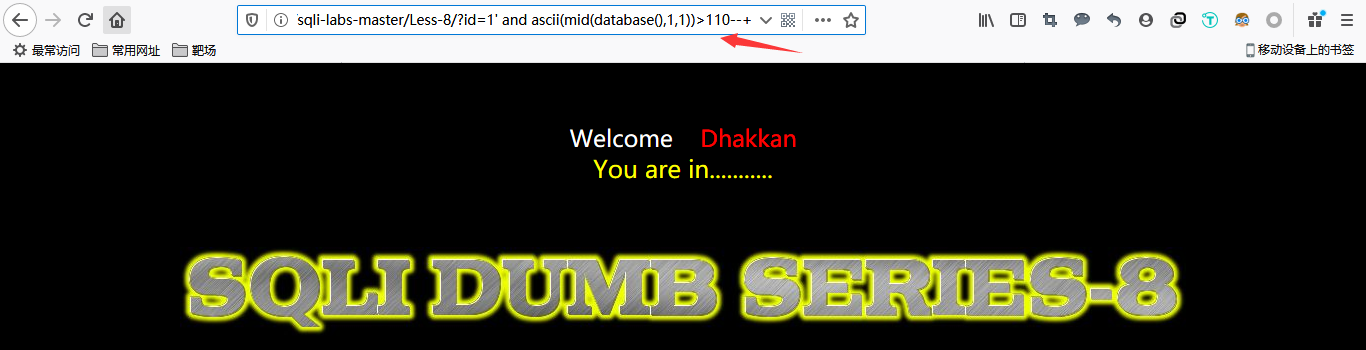 sqli-labs-master/Less-8/?id=1' and ascii(mid(database(),1,1))>110--+
最常访问 常用网址 靶场 移动设备上的书签
Welcome Dhakkan
You are in...........
SQLI DUMB SERIES-8